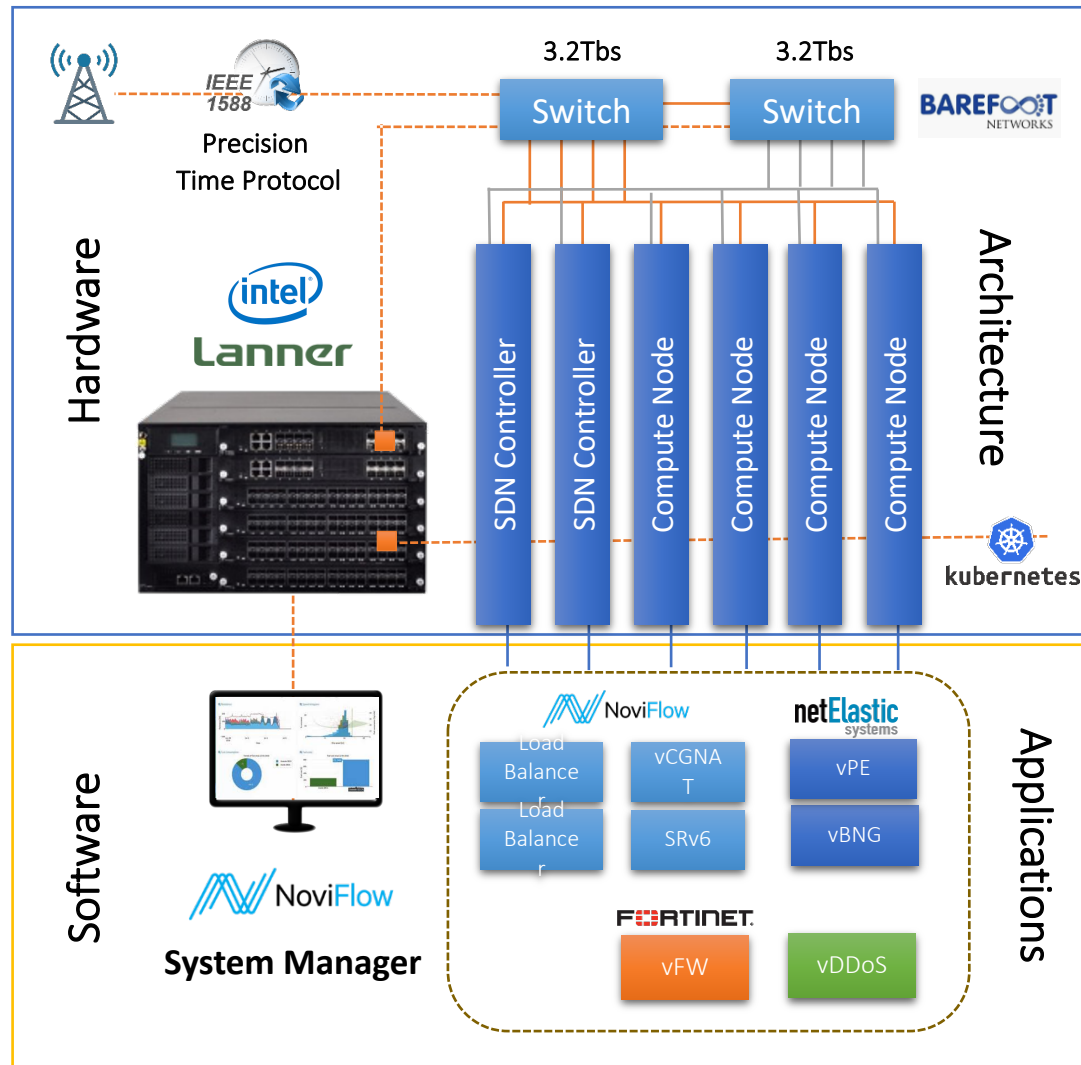 3.2Tbs
3.2Tbs
IEEE
1588
Switch
Switch
BAREFOOT
NETWORKS
Precision
Time Protocol
Hardware
Architecture
intel
Lanner
SDN Controller
SDN Controller
Compute Node
Compute Node
Compute Node
Compute Node
kubernetes
Software
Applications
NoviFlow
System Manager
NoviFlow
netElastic
systems
Load
Balance
r
vCGNA
T
vPE
Load
Balance
r
SRv6
vBNG
FORTINET
vFW
vDDoS